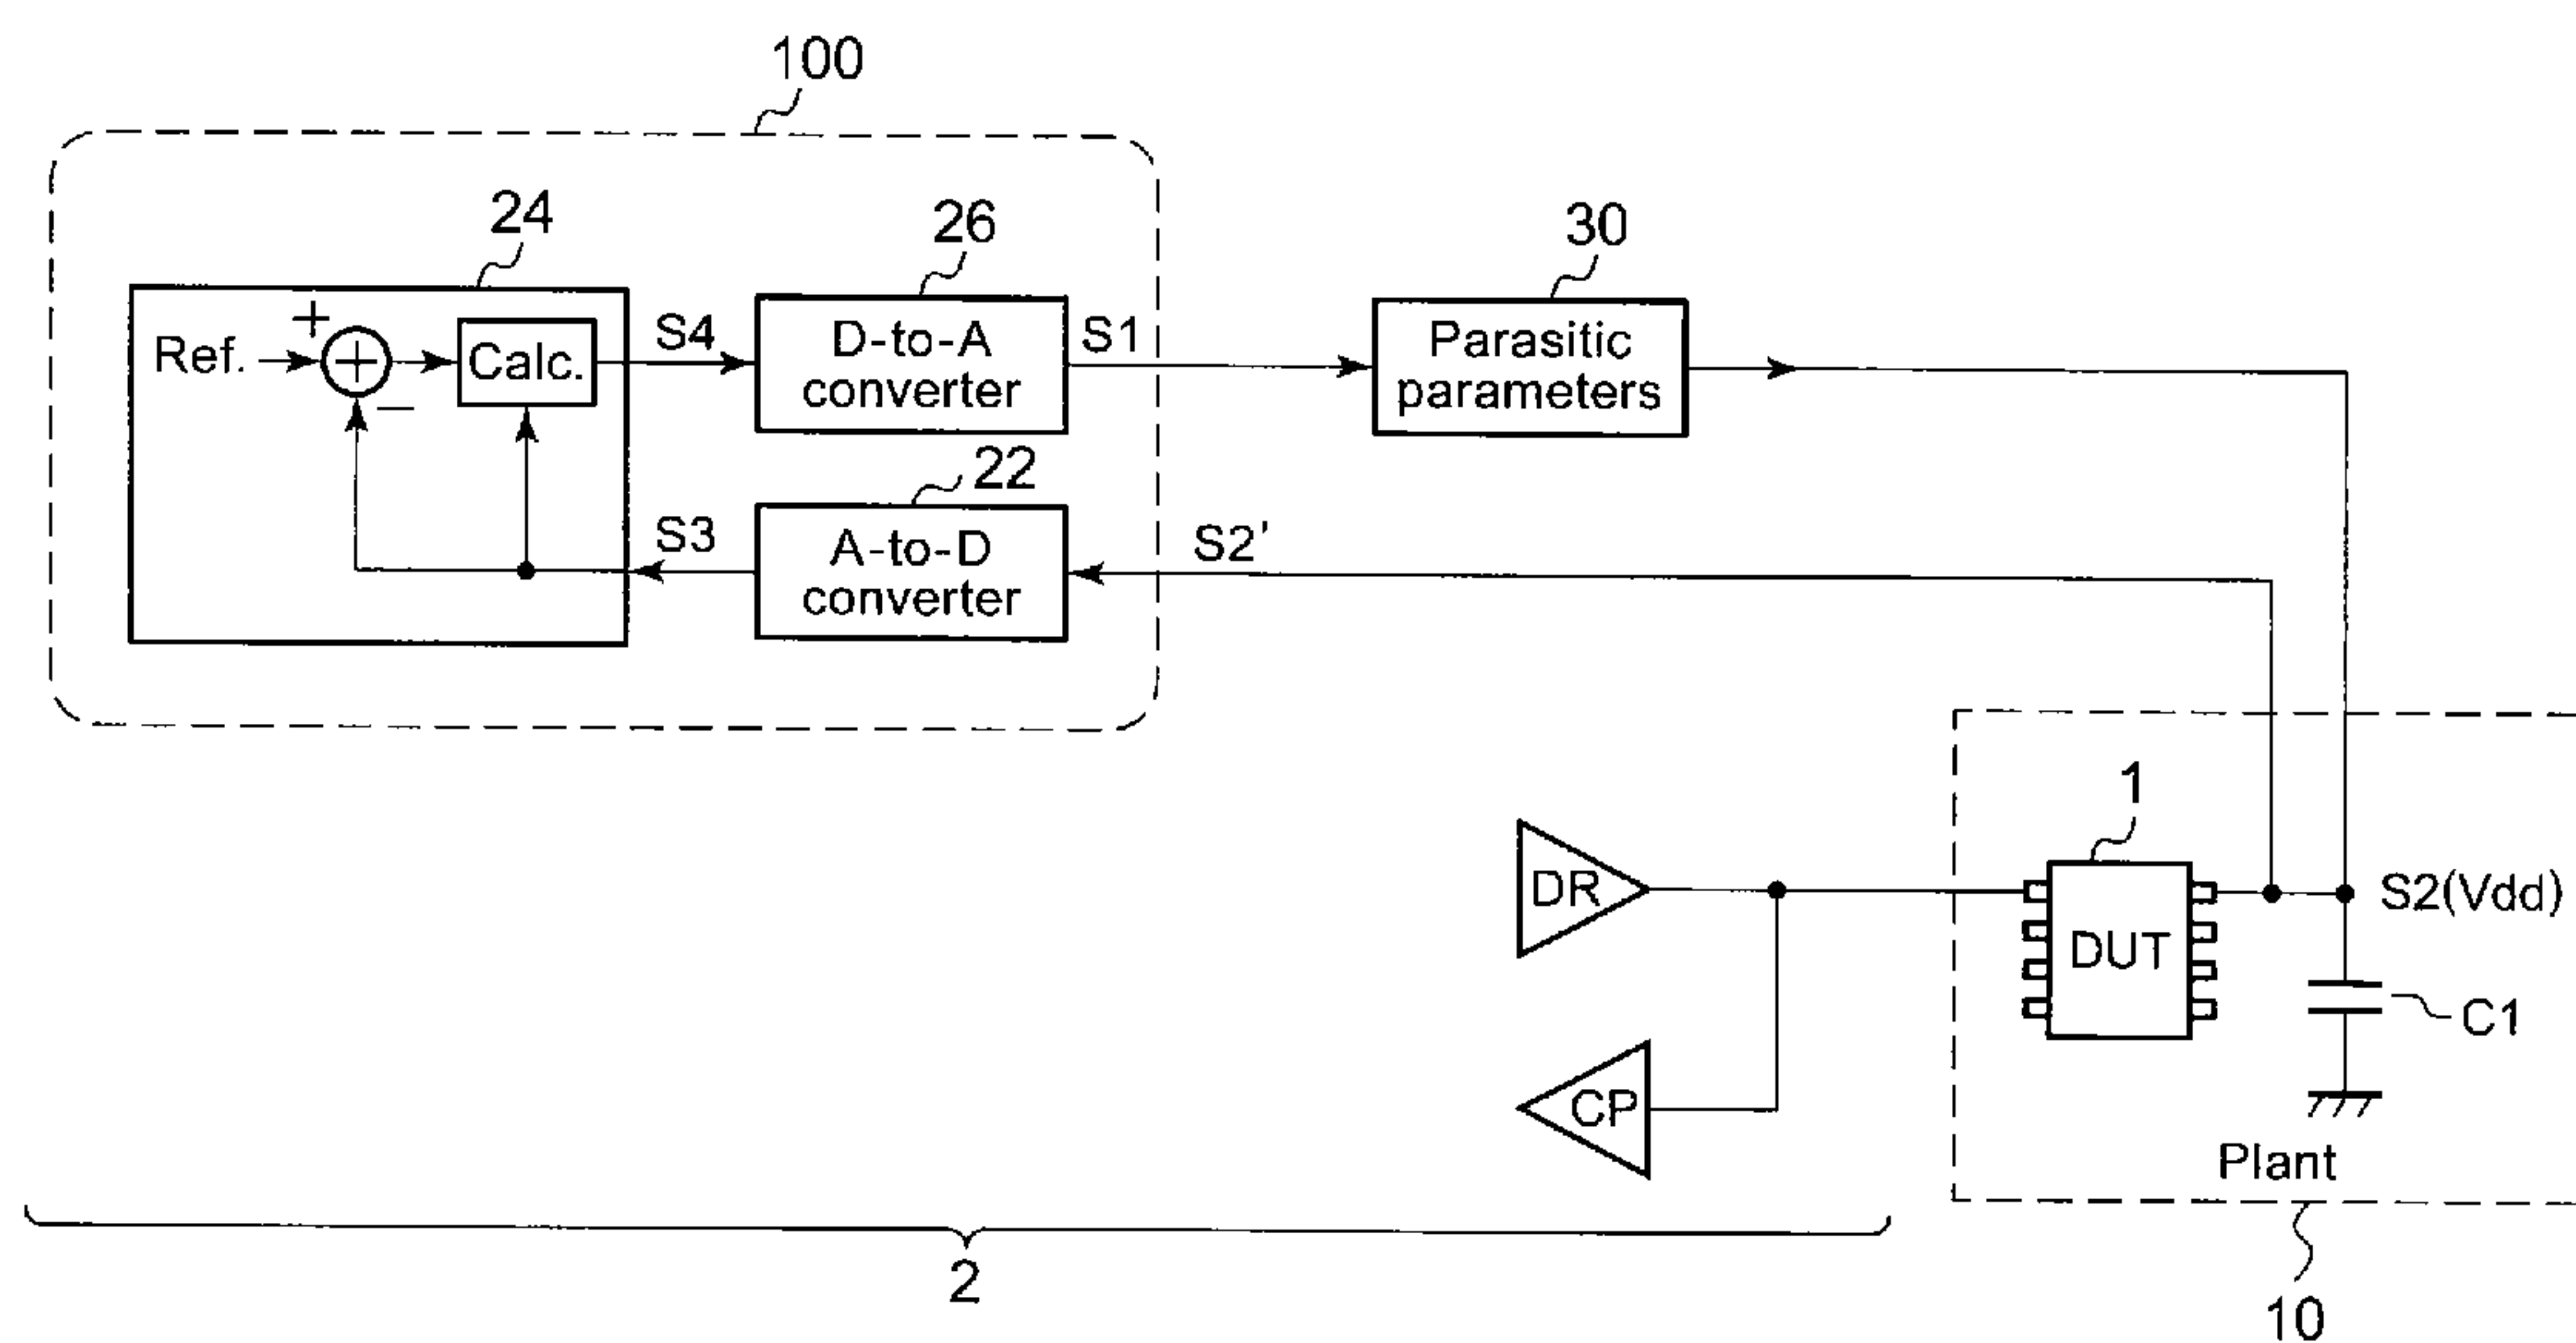 100
24
26
30
Ref.
+
−
Calc.
S4
D-to-A
converter
S1
Parasitic
parameters
22
S3
A-to-D
converter
S2'
1
DR
DUT
S2(Vdd)
CP
C1
Plant
2
10